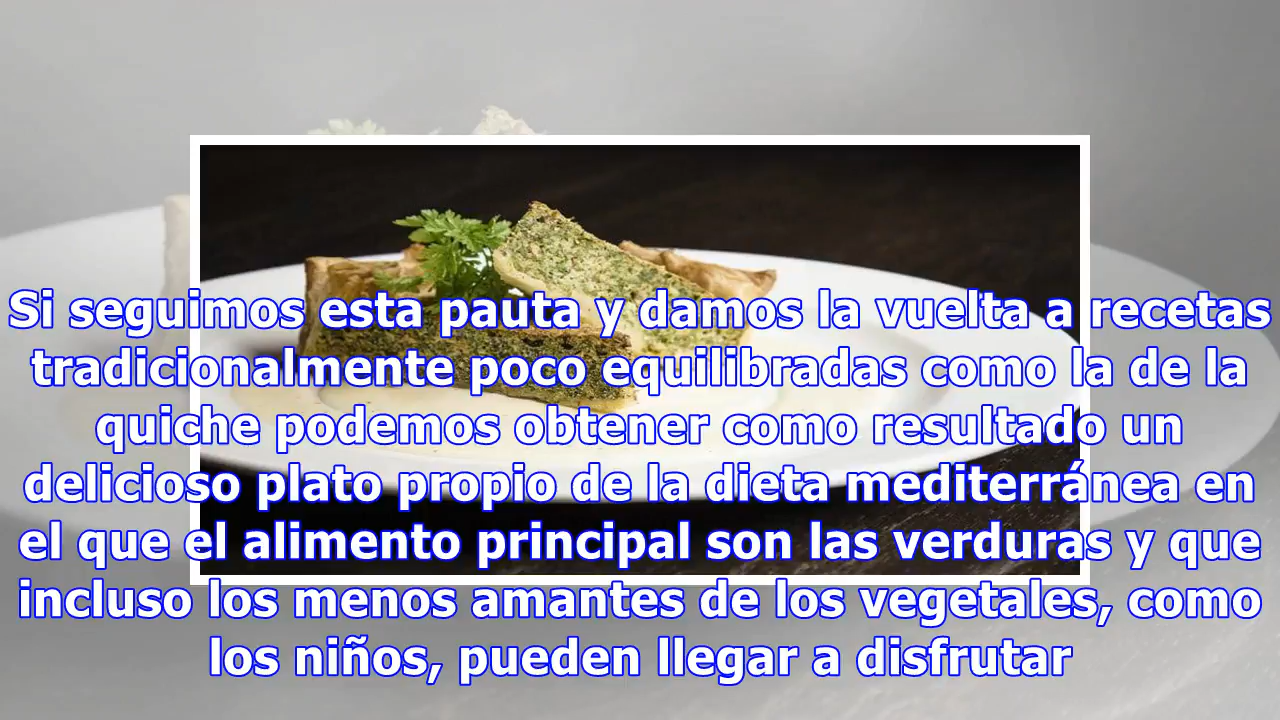 Si seguimos esta pauta y damos la vuelta a recetas
tradicionalmente poco equilibradas como la de la
quiche podemos obtener como resultado un
delicioso plato propio de la dieta mediterránea en
el que el alimento principal son las verduras y que
incluso los menos amantes de los vegetales, como
los niños, pueden llegar a disfrutar